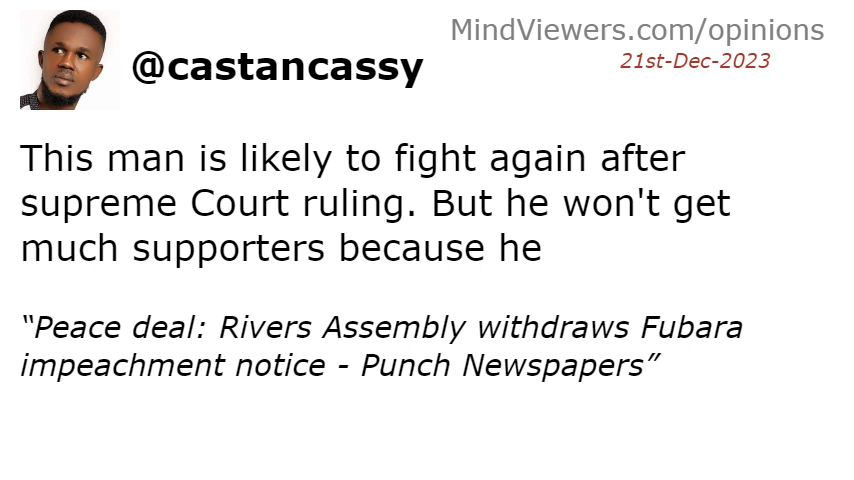 MindViewers.com/opinions
21st-Dec-2023
@castancassy
This man is likely to fight again after
supreme Court ruling. But he won't get
much supporters because he
“Peace deal: Rivers Assembly withdraws Fubara
impeachment notice - Punch Newspapers”